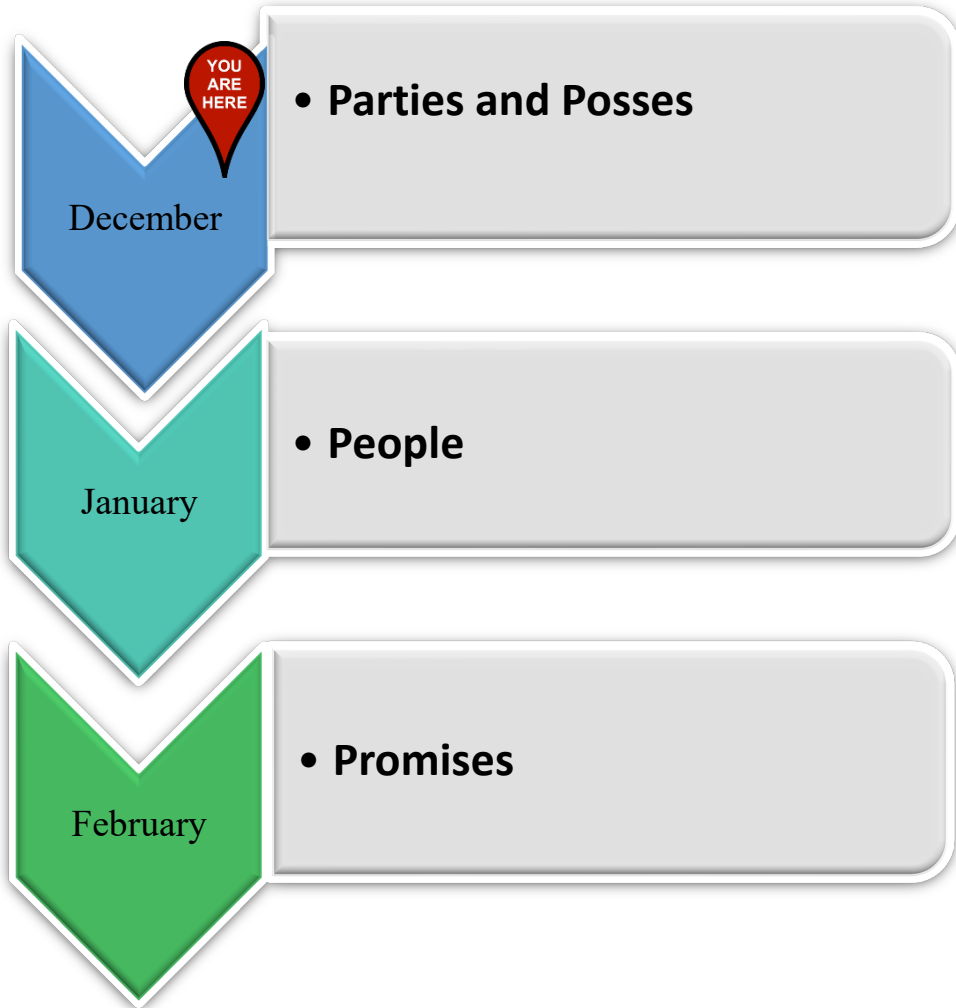 YOU
ARE
HERE
• Parties and Posses
December
• People
January
• Promises
February